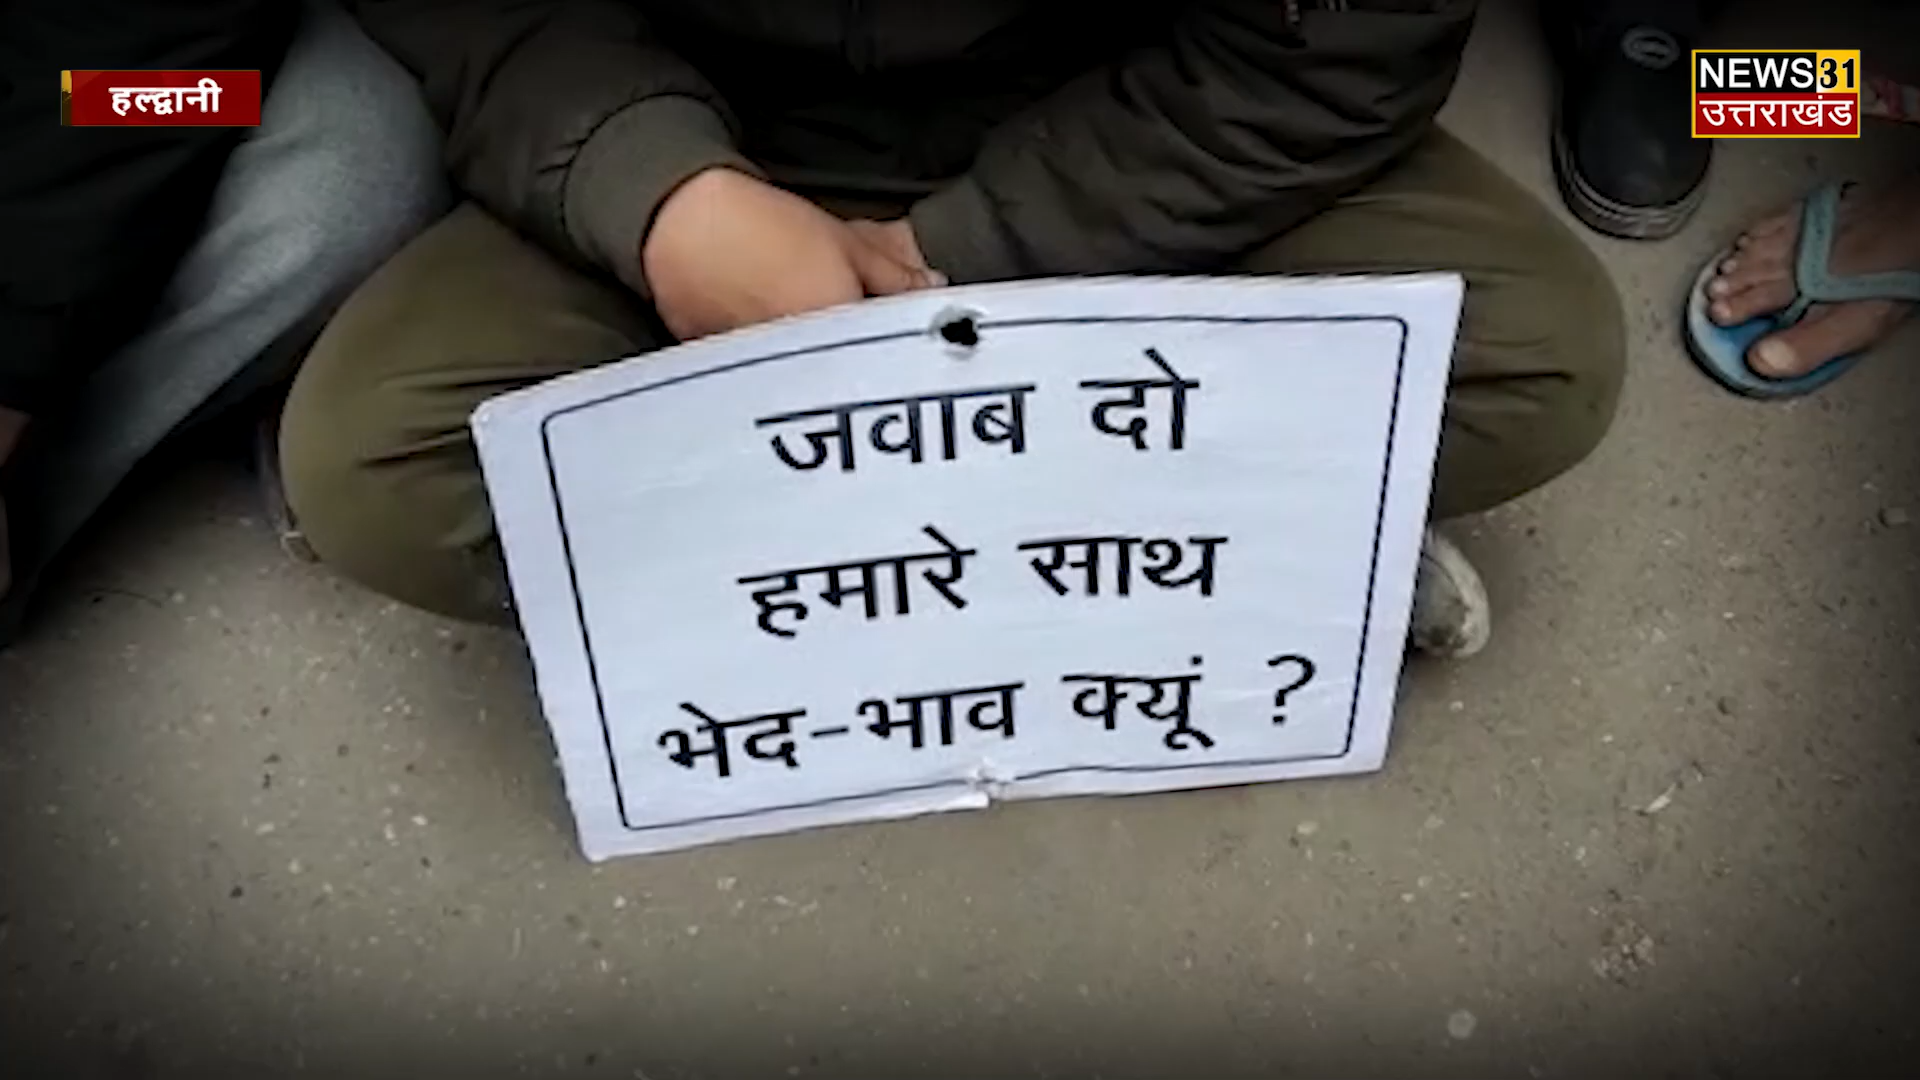 हल्द्वानी
NEWS31
उत्तराखंड
जवाब दो
हमारे साथ
भेद-भाव क्यूं ?